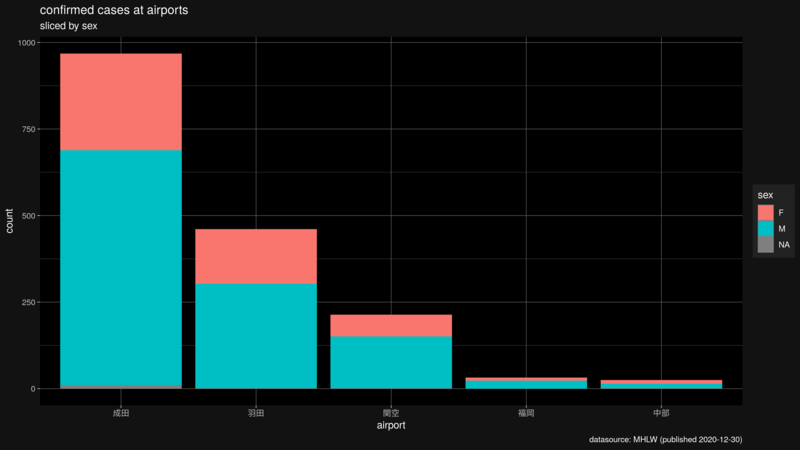 confirmed cases at airports
sliced by sex
1000
750
500
250
0
count
成田
羽田
関空
福岡
中部
airport
sex
F
M
NA
datasource: MHLW (published 2020-12-30)